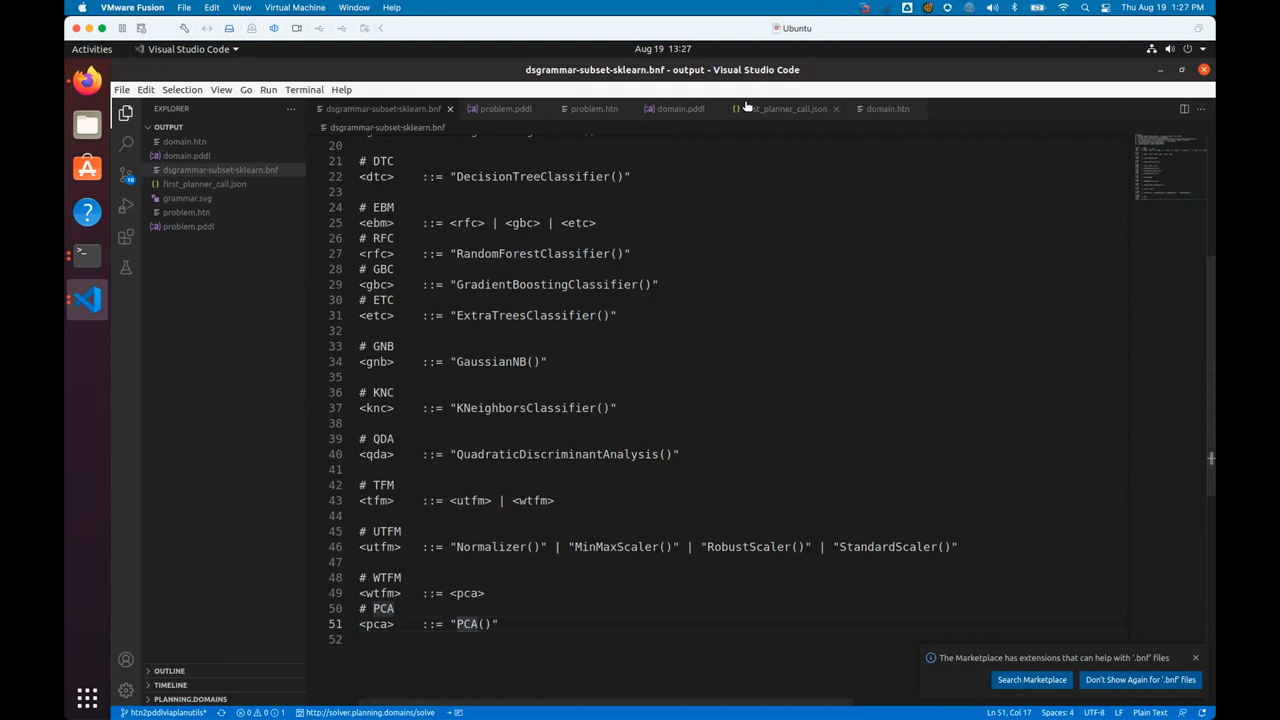 VMware Fusion File Edit View Virtual Machine Window Help Thu Aug 19 1:27 PM
Ubuntu
Activities Visual Studio Code Aug 19 13:27
dsgrammar-subset-sklearn.bnf - output - Visual Studio Code
File Edit Selection View Go Run Terminal Help
EXPLORER
OUTPUT
domain.htn
domain.pddl
dsgrammar-subset-sklearn.bnf
first_planner_call.json
grammar.svg
problem.htn
problem.pddl
OUTLINE
TIMELINE
PLANNING.DOMAINS
10
dsgrammar-subset-sklearn.bnf problem.pddl problem.htn domain.pddl st_planner_call.json domain.htn
dsgrammar-subset-sklearn.bnf
20
21 # DTC
22 <dtc> ::= "DecisionTreeClassifier()"
23
24 # EBM
25 <ebm> ::= <rfc> | <gbc> | <etc>
26 # RFC
27 <rfc> ::= "RandomForestClassifier()"
28 # GBC
29 <gbc> ::= "GradientBoostingClassifier()"
30 # ETC
31 <etc> ::= "ExtraTreesClassifier()"
32
33 # GNB
34 <gnb> ::= "GaussianNB()"
35
36 # KNC
37 <knc> ::= "KNeighborsClassifier()"
38
39 # QDA
40 <qda> ::= "QuadraticDiscriminantAnalysis()"
41
42 # TFM
43 <tfm> ::= <utfm> | <wtfm>
44
45 # UTFM
46 <utfm> ::= "Normalizer()" | "MinMaxScaler()" | "RobustScaler()" | "StandardScaler()"
47
48 # WTFM
49 <wtfm> ::= <pca>
50 # PCA
51 <pca> ::= "PCA()"
52
The Marketplace has extensions that can help with '.bnf' files
Search Marketplace Don't Show Again for '.bnf' files
htn2pddlviaplanutils* 0 0 1 http://solver.planning.domains/solve Ln 51, Col 17 Spaces: 4 UTF-8 LF Plain Text